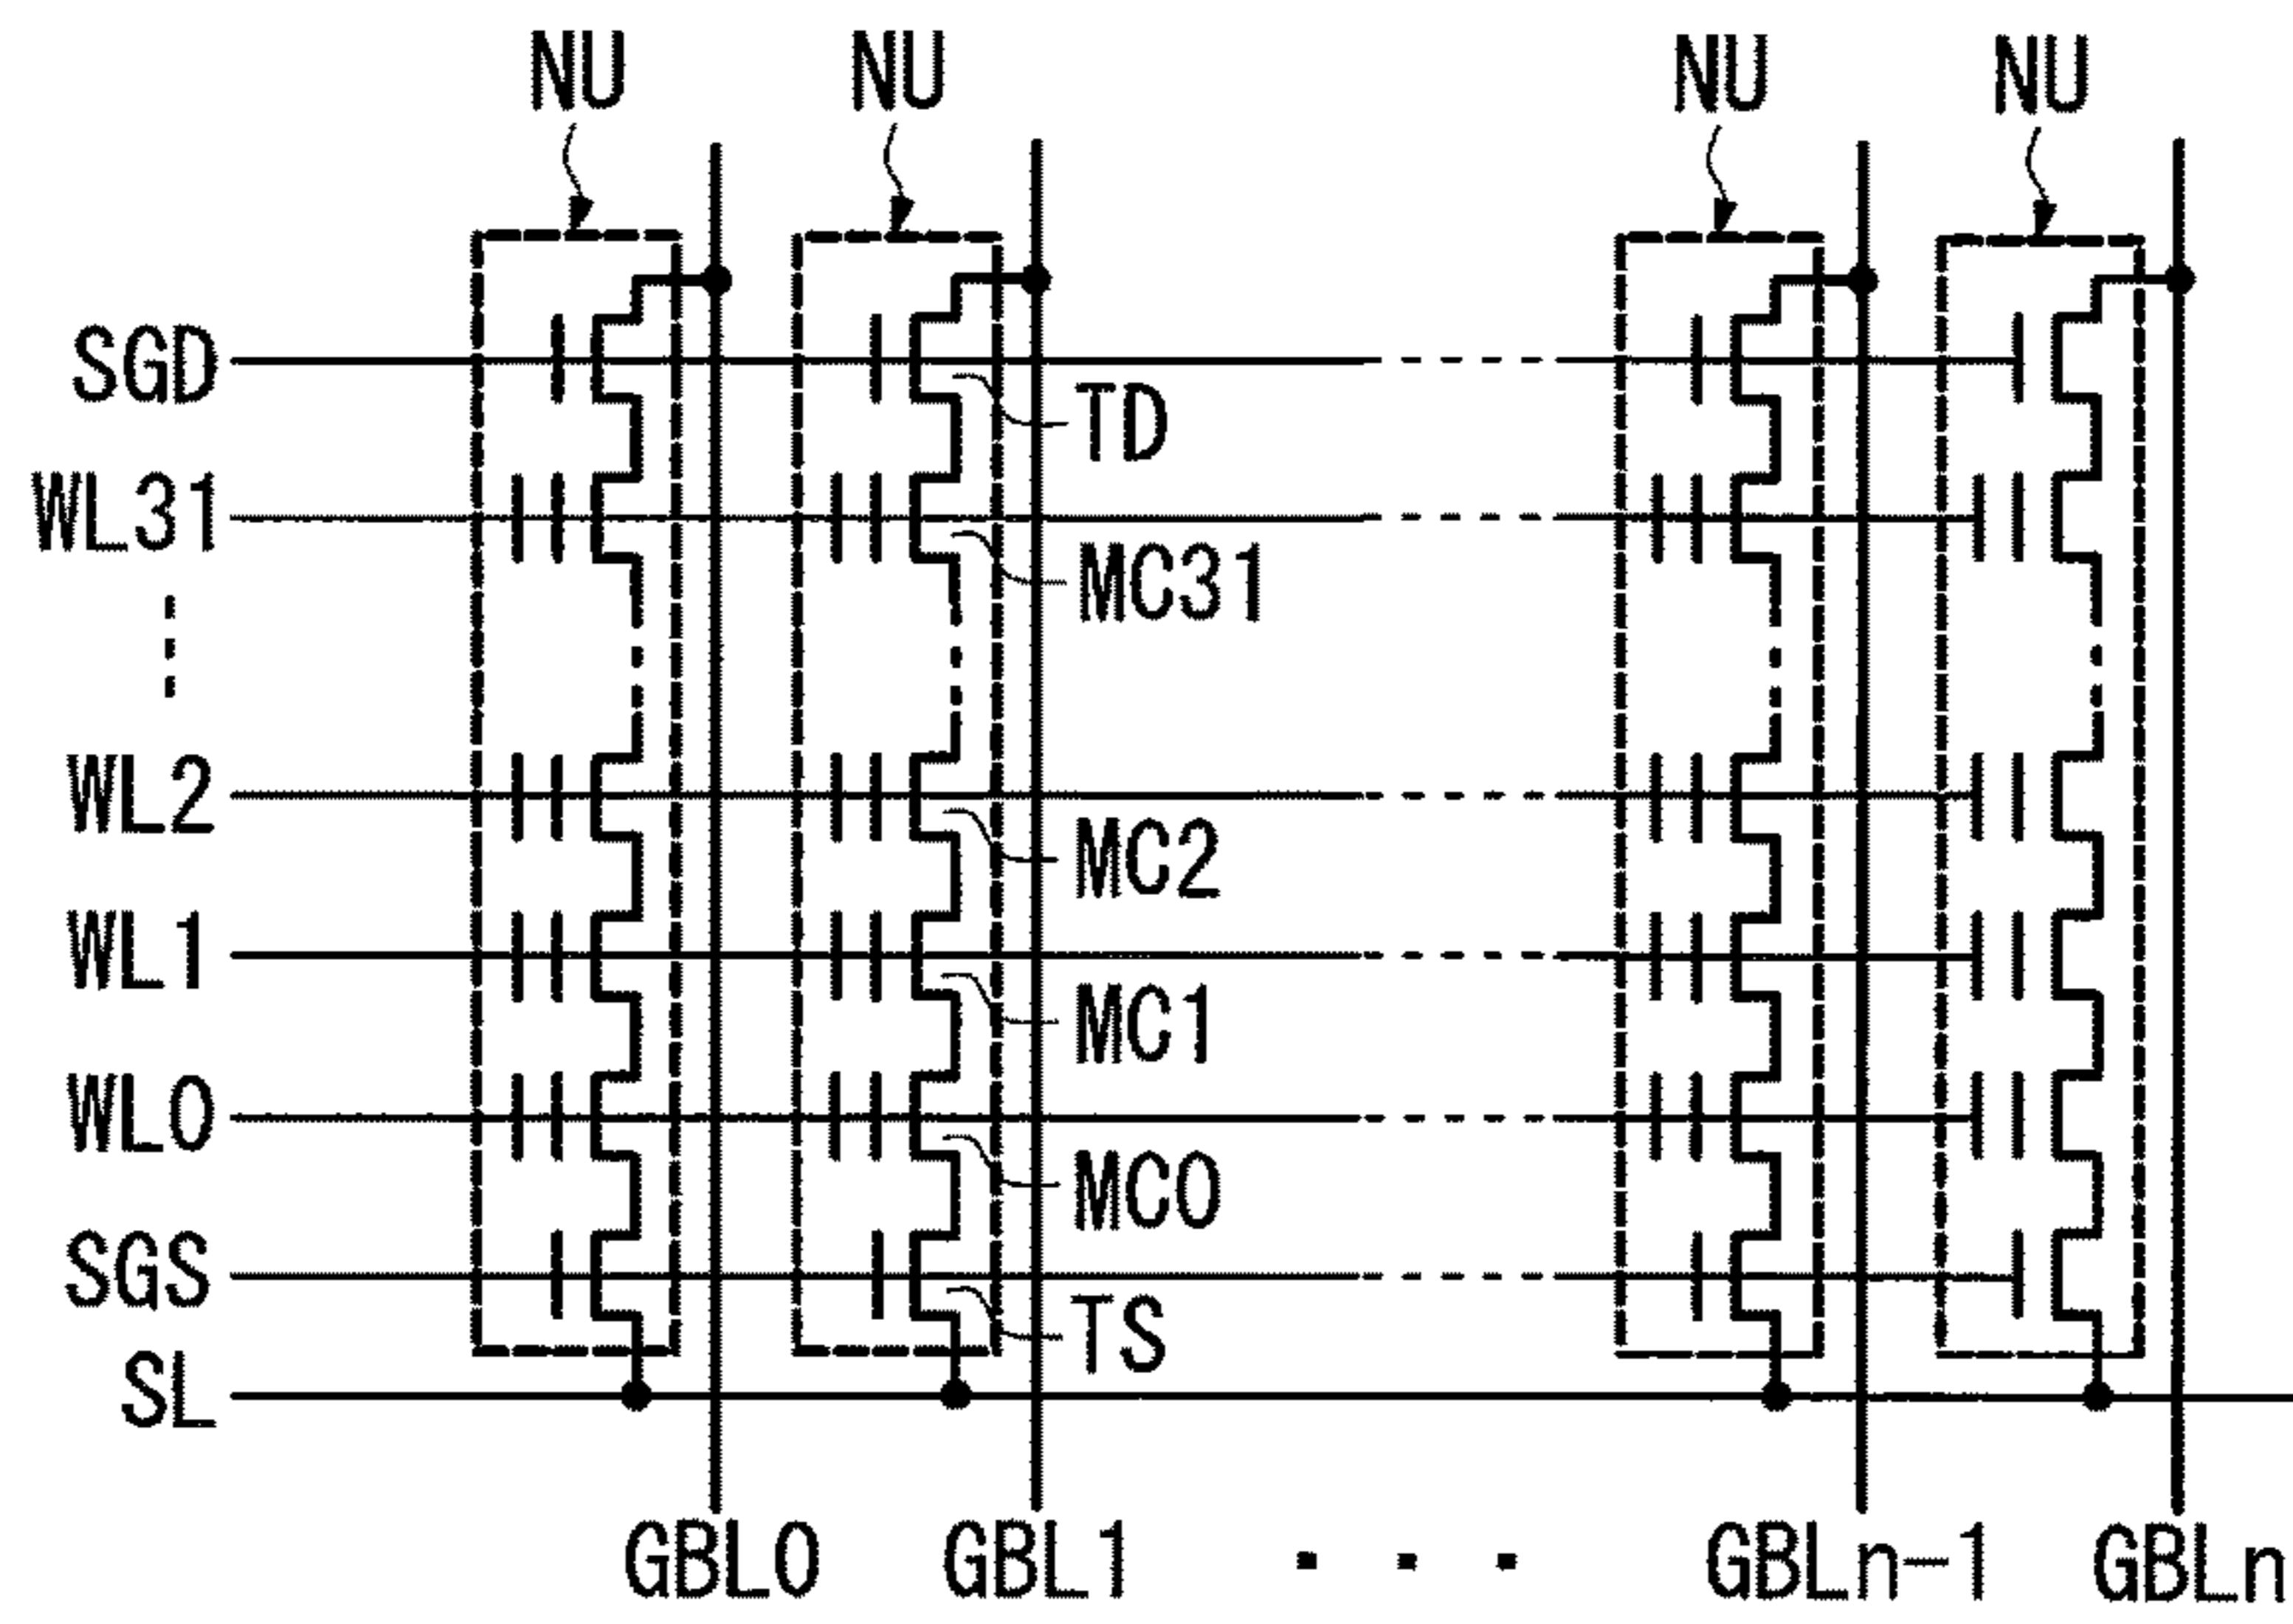 NU NU NU NU
SGD
TD
WL31
MC31
WL2
MC2
WL1
MC1
WL0
MC0
SGS
TS
SL
GBL0 GBL1 ... GBLn-1 GBLn